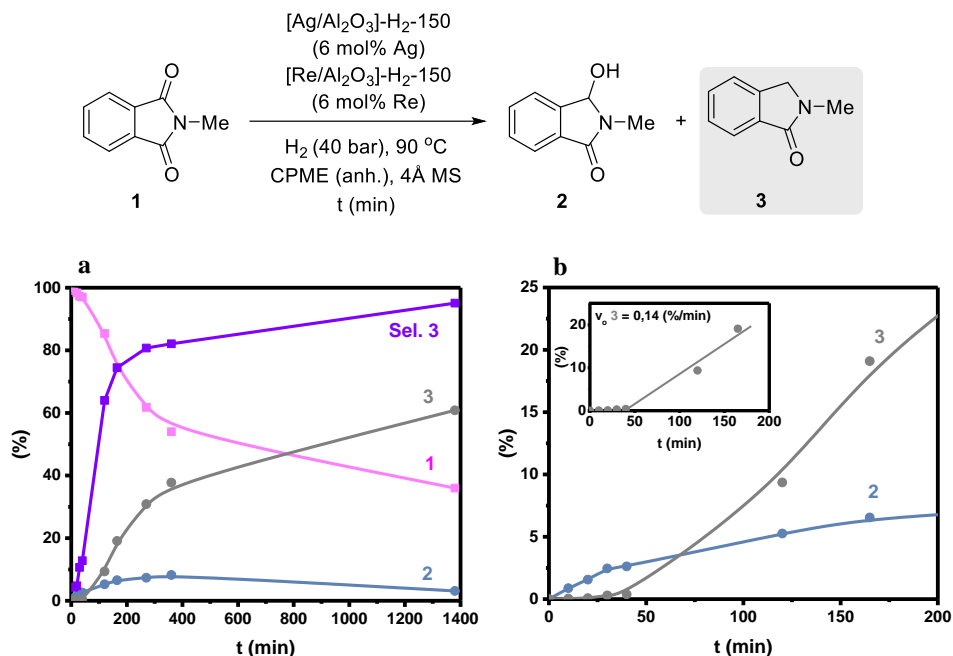 [Ag/Al₂O₃]-H₂-150
(6 mol% Ag)
[Re/Al₂O₃]-H₂-150
(6 mol% Re)
H₂ (40 bar), 90 °C
CPME (anh.), 4Å MS
t (min)
O
N
Me
O
1
OH
N
Me
O
2
+
N
Me
O
3
a
100
80
60
40
20
0
(%)
Sel. 3
3
1
2
0 200 400 600 800 1000 1200 1400
t (min)
b
25
20
15
10
5
0
(%)
vₒ 3 = 0,14 (%/min)
20
10
0
(%)
0 50 100 150 200
t (min)
3
2
0 50 100 150 200
t (min)